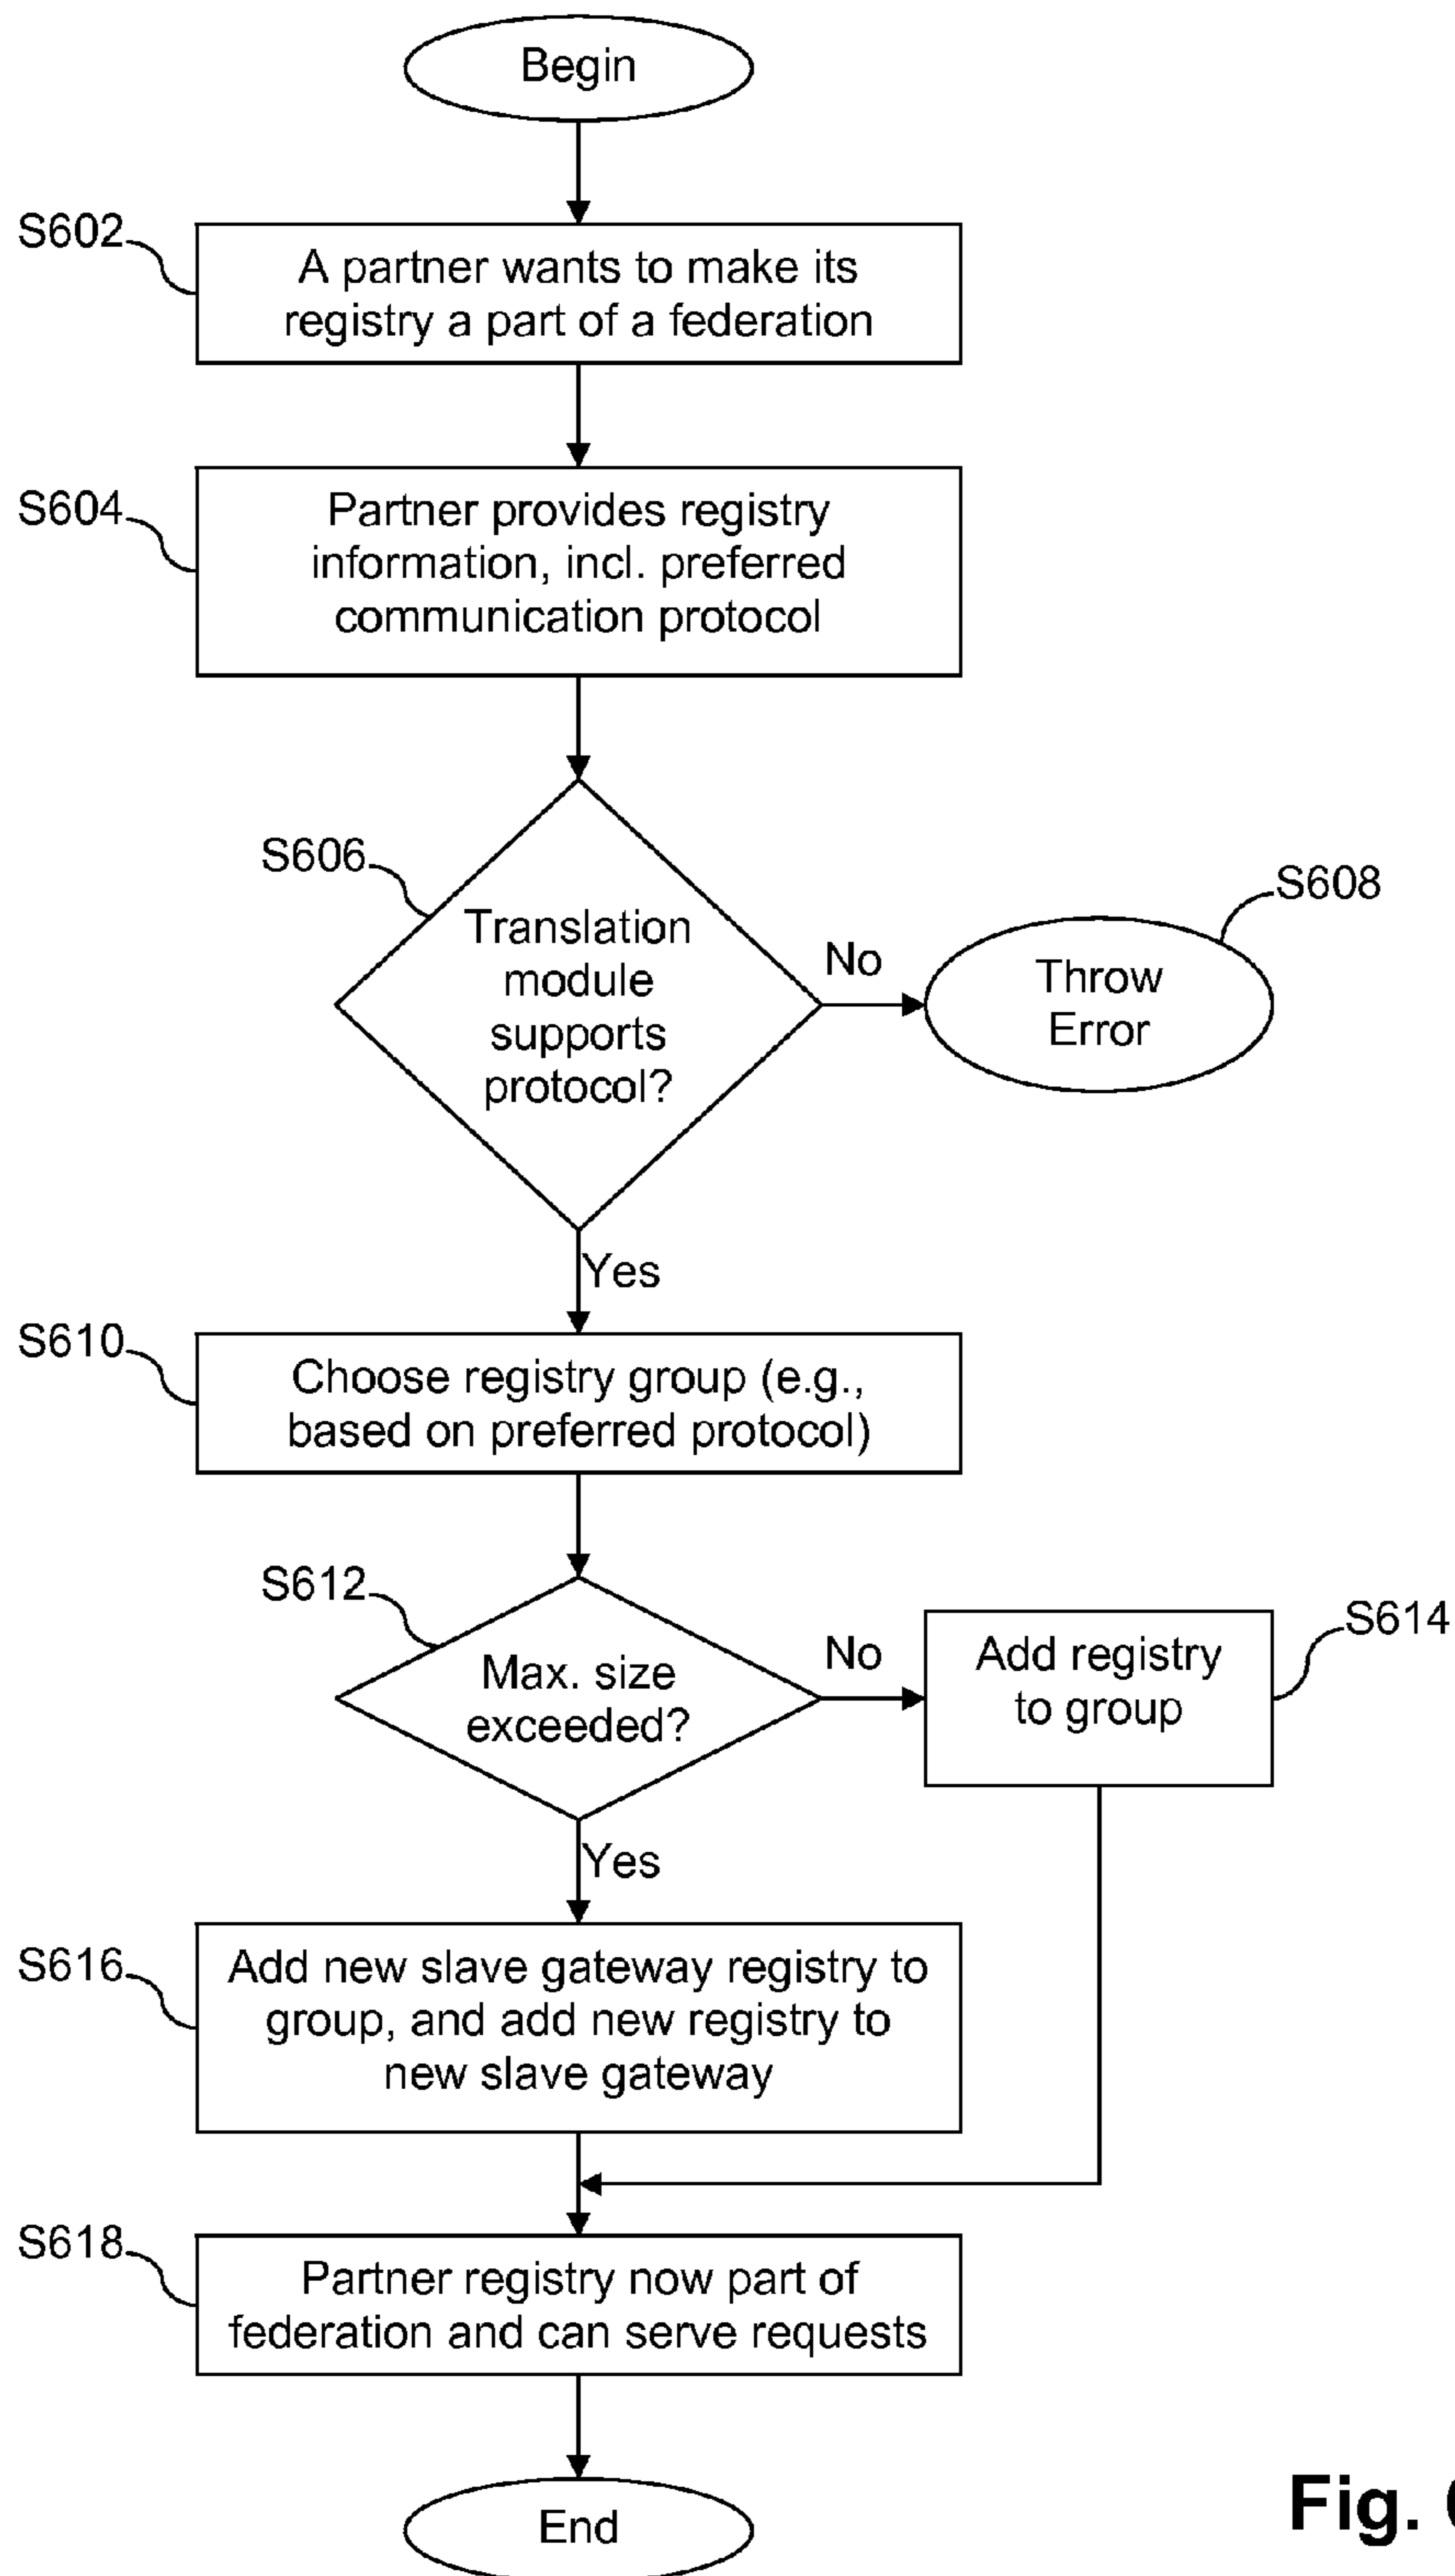 Begin
S602
A partner wants to make its
registry a part of a federation
S604
Partner provides registry
information, incl. preferred
communication protocol
S606
Translation
module
supports
protocol?
No
S608
Throw
Error
Yes
S610
Choose registry group (e.g.,
based on preferred protocol)
S612
Max. size
exceeded?
No
S614
Add registry
to group
Yes
S616
Add new slave gateway registry to
group, and add new registry to
new slave gateway
S618
Partner registry now part of
federation and can serve requests
End
Fig.